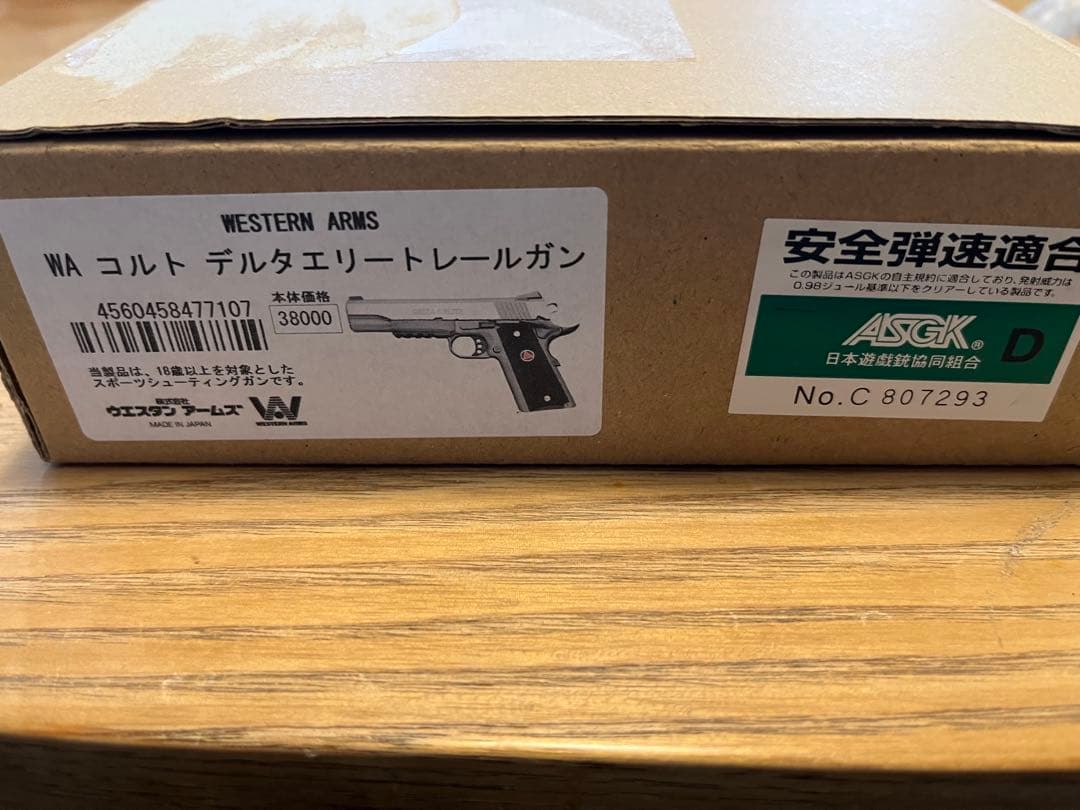 WESTERN ARMS
WA コルト デルタエリートレールガン
4560458477107
本体価格
38000
当製品は、18歳以上を対象とした
スポーツシューティングガンです。
株式会社
ウエスタン アームズ
MADE IN JAPAN
WA
WESTERN ARMS
安全弾速適合
この製品はASGKの自主規約に適合しており、発射威力は
0.98ジュール基準以下をクリアーしている製品です。
ASGK® D
日本遊戯銃協同組合
No.C 807293